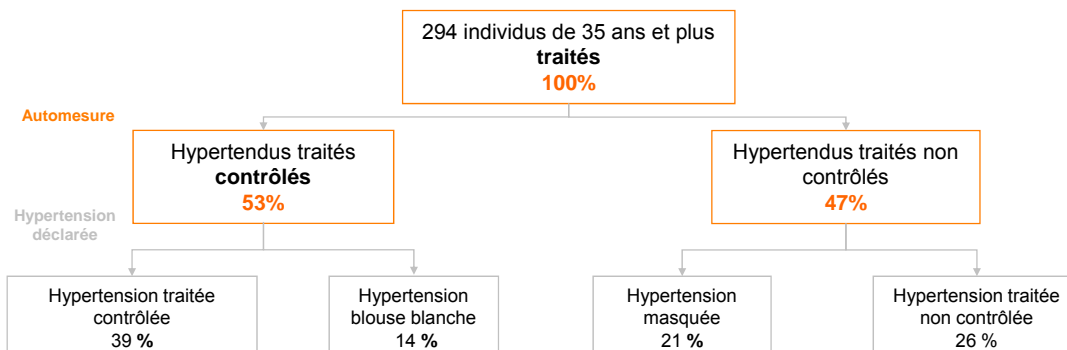 294 individus de 35 ans et plus
traités
100%
Automesure
Hypertendus traités
contrôlés
53%
Hypertendus traités non
contrôlés
47%
Hypertension
déclarée
Hypertension traitée
contrôlée
39 %
Hypertension
blouse blanche
14 %
Hypertension
masquée
21 %
Hypertension traitée
non contrôlée
26 %